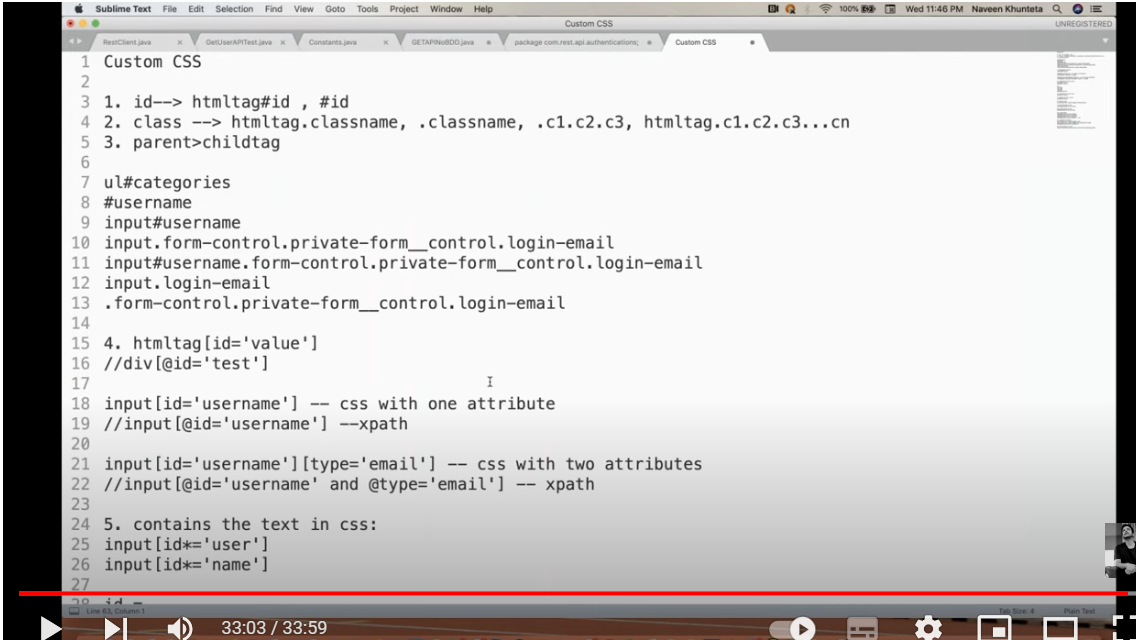 Sublime Text File Edit Selection Find View Goto Tools Project Window Help 100% Wed 11:46 PM Naveen Khunteta
Custom CSS
UNREGISTERED
RestClient.java GetUserAPITest.java Constants.java GETAPINoBDD.java package com.rest.api.authentications; Custom CSS
1 Custom CSS
2
3 1. id--> htmltag#id , #id
4 2. class --> htmltag.classname, .classname, .c1.c2.c3, htmltag.c1.c2.c3...cn
5 3. parent>childtag
6
7 ul#categories
8 #username
9 input#username
10 input.form-control.private-form__control.login-email
11 input#username.form-control.private-form__control.login-email
12 input.login-email
13 .form-control.private-form__control.login-email
14
15 4. htmltag[id='value']
16 //div[@id='test']
17
18 input[id='username'] -- css with one attribute
19 //input[@id='username'] --xpath
20
21 input[id='username'][type='email'] -- css with two attributes
22 //input[@id='username' and @type='email'] -- xpath
23
24 5. contains the text in css:
25 input[id*='user']
26 input[id*='name']
27
28 id =
Line 63, Column 1 Tab Size: 4 Plain Text
33:03 / 33:59